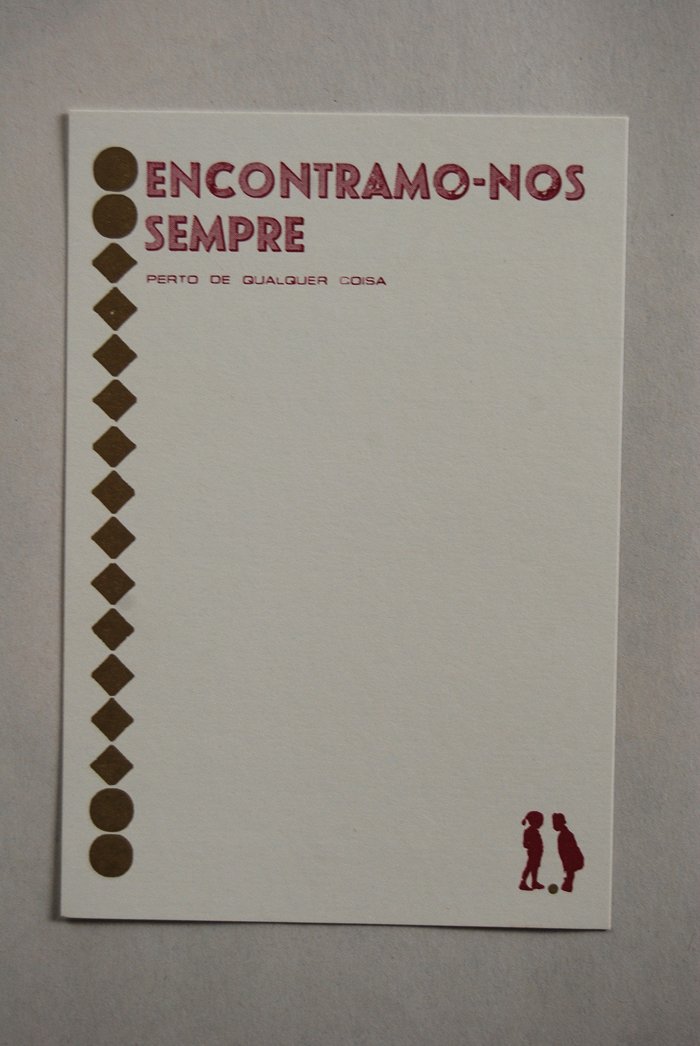 ENCONTRAMO-NOS
SEMPRE
PERTO DE QUALQUER COISA